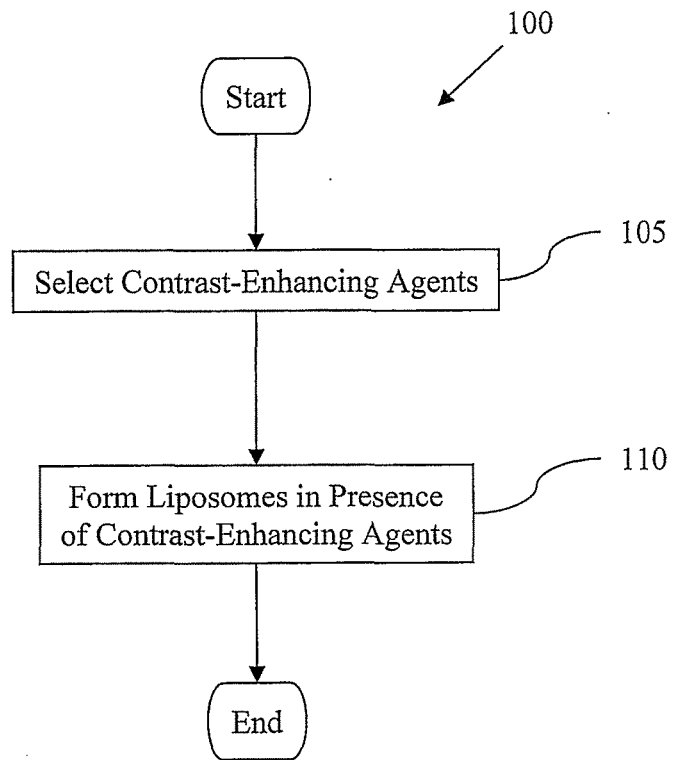 100
Start
Select Contrast-Enhancing Agents
105
Form Liposomes in Presence
of Contrast-Enhancing Agents
110
End